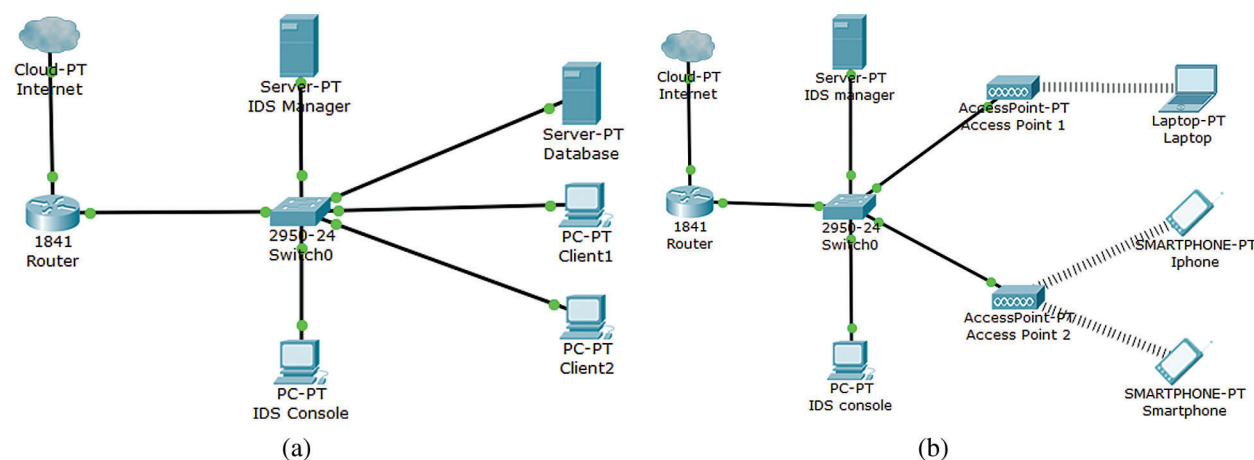 Cloud-PT
Internet
Server-PT
IDS Manager
Server-PT
Database
1841
Router
2950-24
Switch0
PC-PT
Client1
PC-PT
Client2
PC-PT
IDS Console
(a)
Cloud-PT
Internet
Server-PT
IDS manager
AccessPoint-PT
Access Point 1
Laptop-PT
Laptop
1841
Router
2950-24
Switch0
SMARTPHONE-PT
Iphone
AccessPoint-PT
Access Point 2
PC-PT
IDS console
SMARTPHONE-PT
Smartphone
(b)